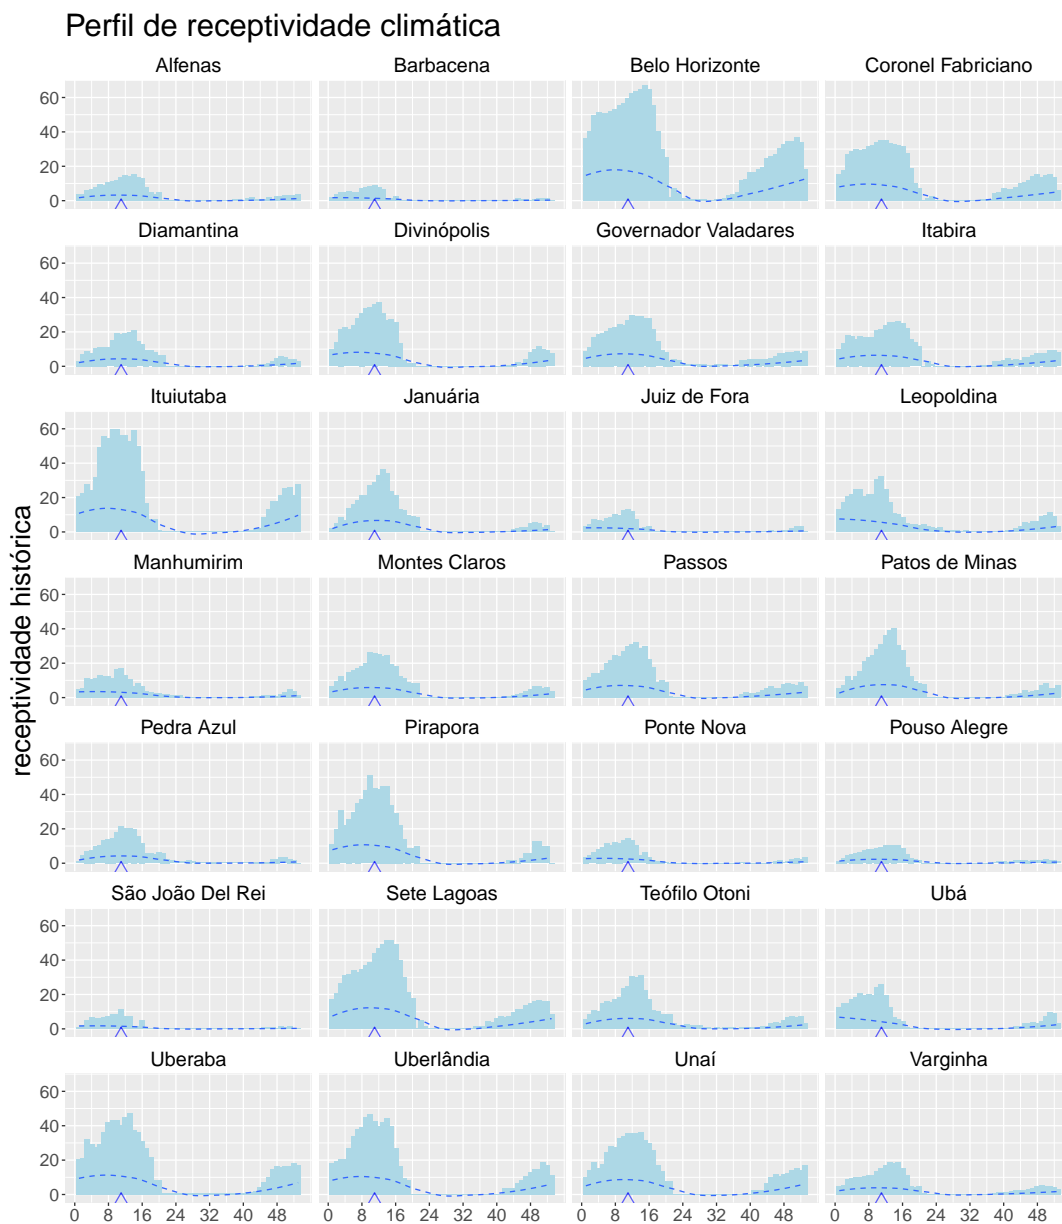 Perfil de receptividade climática
Alfenas Barbacena Belo Horizonte Coronel Fabriciano
60
40
20
0
Diamantina Divinópolis Governador Valadares Itabira
60
40
20
0
Ituiutaba Januária Juiz de Fora Leopoldina
60
40
20
0
receptividade histórica
Manhumirim Montes Claros Passos Patos de Minas
60
40
20
0
Pedra Azul Pirapora Ponte Nova Pouso Alegre
60
40
20
0
São João Del Rei Sete Lagoas Teófilo Otoni Ubá
60
40
20
0
Uberaba Uberlândia Unaí Varginha
60
40
20
0
0 8 16 24 32 40 48 0 8 16 24 32 40 48 0 8 16 24 32 40 48 0 8 16 24 32 40 48